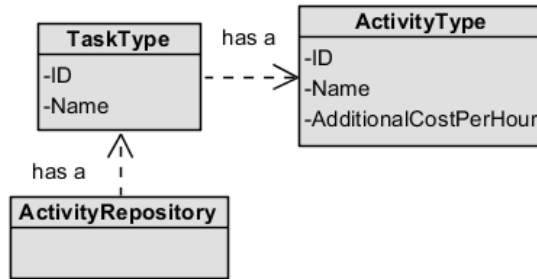 TaskType
-ID
-Name
has a
ActivityType
-ID
-Name
-AdditionalCostPerHour
has a
ActivityRepository